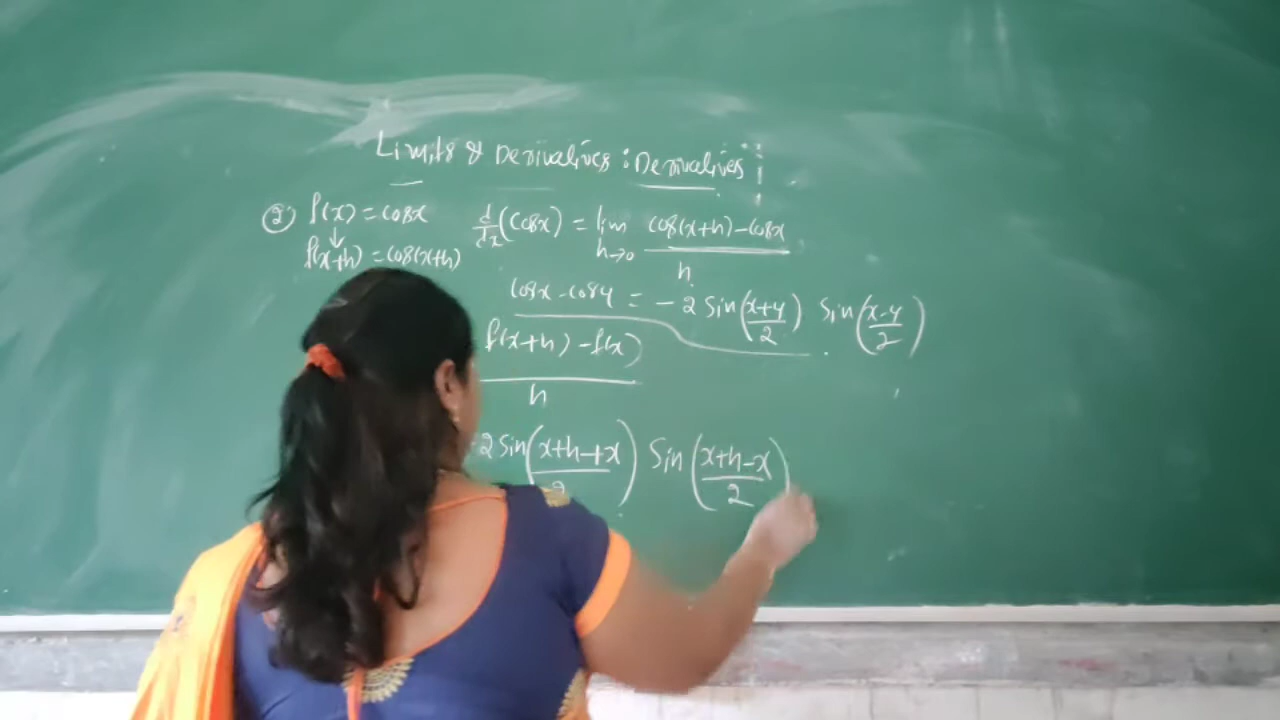 Limits & Derivatives : Derivatives
② f(x) = cosx d/dx (cosx) = lim h→0 cos(x+h) - cosx / h
↓
f(x+h) = cos(x+h)
cosx - cosy = - 2 Sin (x+y / 2) Sin (x-y / 2)
f(x+h) - f(x) / h
-2 Sin (x+h+x / 2) Sin (x+h-x / 2)